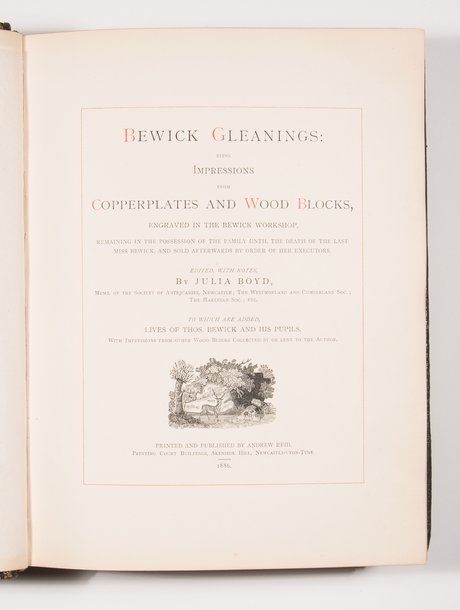 BEWICK GLEANINGS:
BEING
IMPRESSIONS
FROM
COPPERPLATES AND WOOD BLOCKS,
ENGRAVED IN THE BEWICK WORKSHOP,
REMAINING IN THE POSSESSION OF THE FAMILY UNTIL THE DEATH OF THE LAST
MISS BEWICK, AND SOLD AFTERWARDS BY ORDER OF HER EXECUTORS.
EDITED, WITH NOTES,
BY JULIA BOYD,
MEMB. OF THE SOCIETY OF ANTIQUARIES, NEWCASTLE; THE WESTMORLAND AND CUMBERLAND SOC.;
THE HARLEIAN SOC.; ETC.
TO WHICH ARE ADDED,
LIVES OF THOS. BEWICK AND HIS PUPILS.
WITH IMPRESSIONS FROM OTHER WOOD BLOCKS COLLECTED BY OR LENT TO THE AUTHOR.
PRINTED AND PUBLISHED BY ANDREW REID,
PRINTING COURT BUILDINGS, AKENSIDE HILL, NEWCASTLE-UPON-TYNE.
1886.